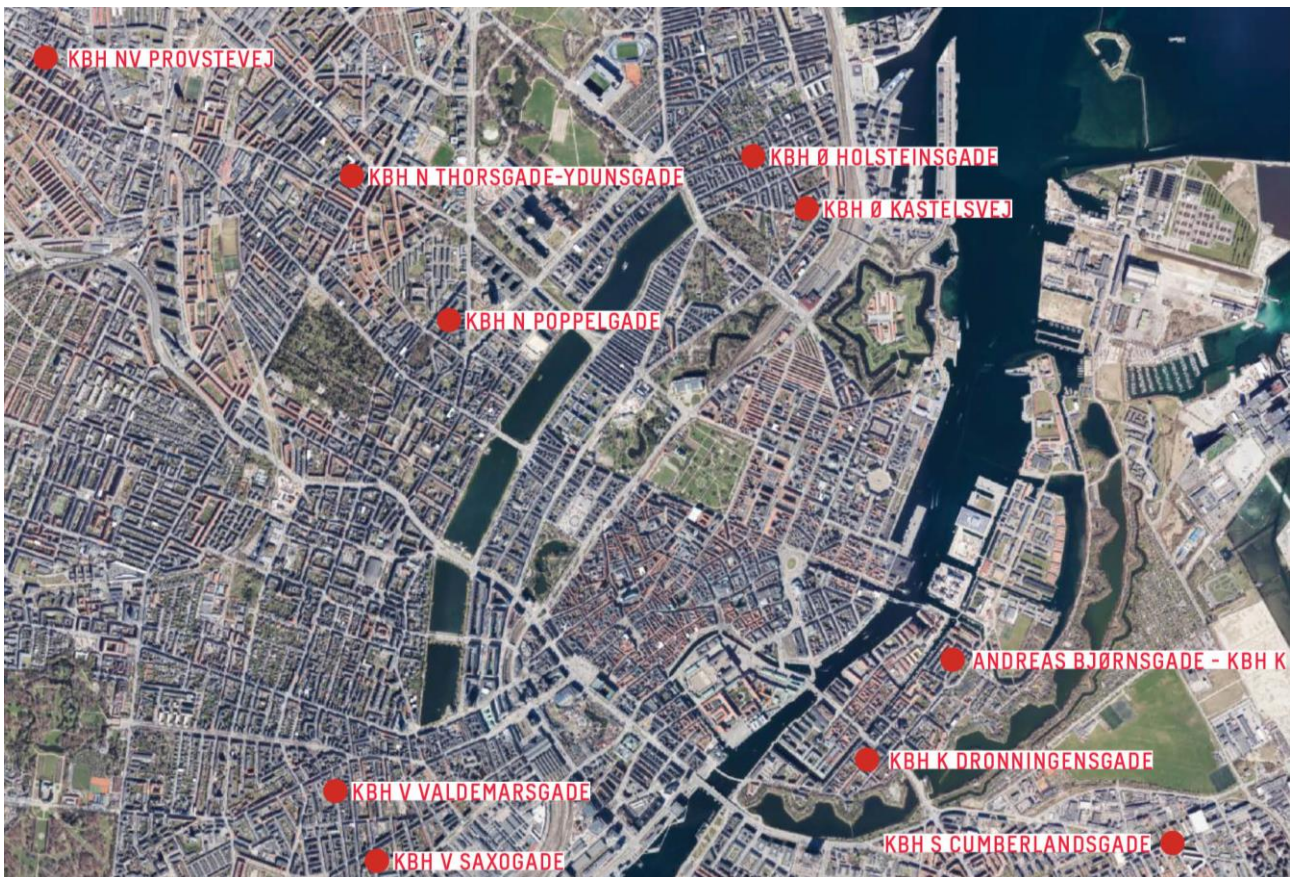 KBH NV PROVSTEVEJ
KBH Ø HOLSTEINSGADE
KBH N THORSGADE-YDUNSGADE
KBH Ø KASTELSVEJ
KBH N POPPELGADE
ANDREAS BJØRNSGADE - KBH K
KBH K DRONNINGENSGADE
KBH V VALDEMARSGADE
KBH S CUMBERLANDSGADE
KBH V SAXOGADE